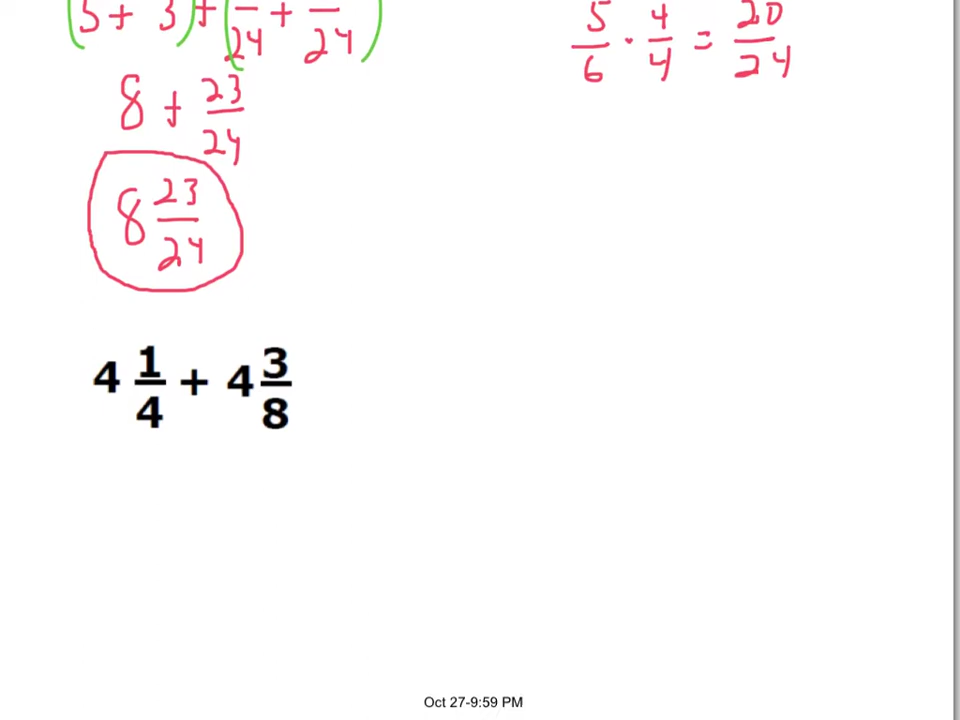 (5 + 3) + (/24 + /24)
5/6 · 4/4 = 20/24
8 + 23/24
8 23/24
4 1/4 + 4 3/8
Oct 27-9:59 PM